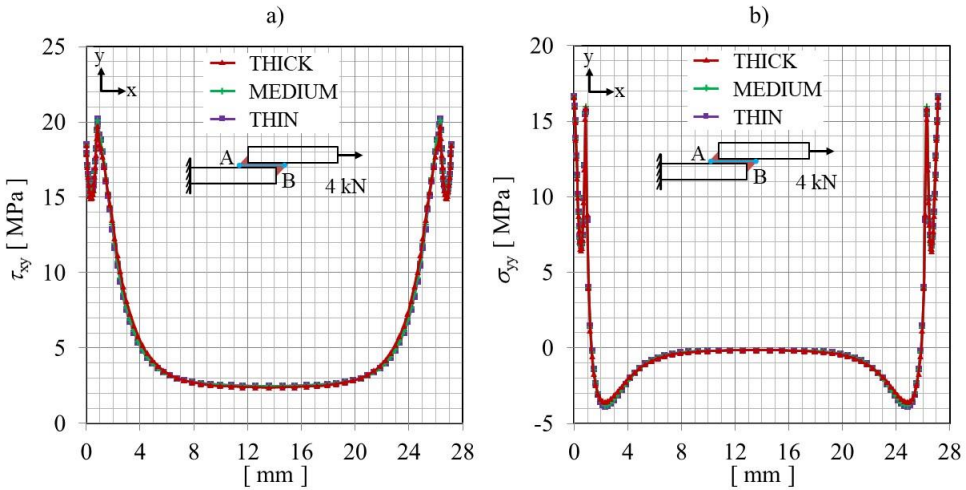 a)
τxy [ MPa ]
25
20
15
10
5
0
y
x
THICK
MEDIUM
THIN
A
B
4 kN
0 4 8 12 16 20 24 28
[ mm ]
b)
σyy [ MPa ]
20
15
10
5
0
-5
y
x
THICK
MEDIUM
THIN
A
B
4 kN
0 4 8 12 16 20 24 28
[ mm ]